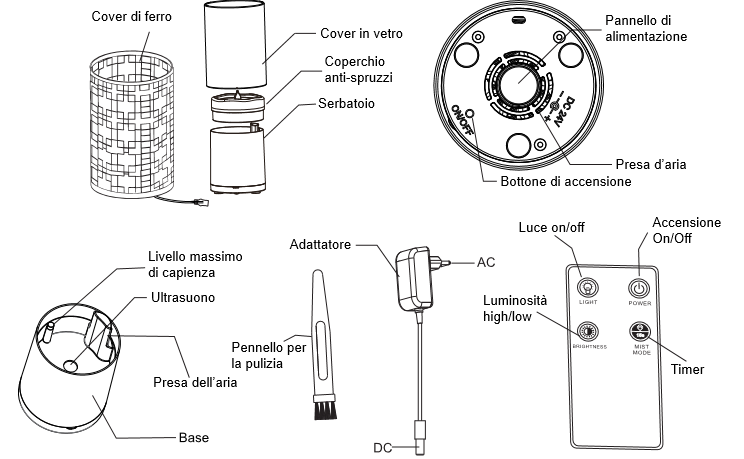 Cover di ferro
Cover in vetro
Coperchio
anti-spruzzi
Serbatoio
Pannello di
alimentazione
DC 24V
ON/OFF
Presa d'aria
Bottone di accensione
Livello massimo
di capienza
Ultrasuono
Presa dell'aria
Base
Pennello per
la pulizia
Adattatore
AC
DC
Luce on/off
Accensione
On/Off
LIGHT
POWER
Luminosità
high/low
BRIGHTNESS
MIST
MODE
Timer